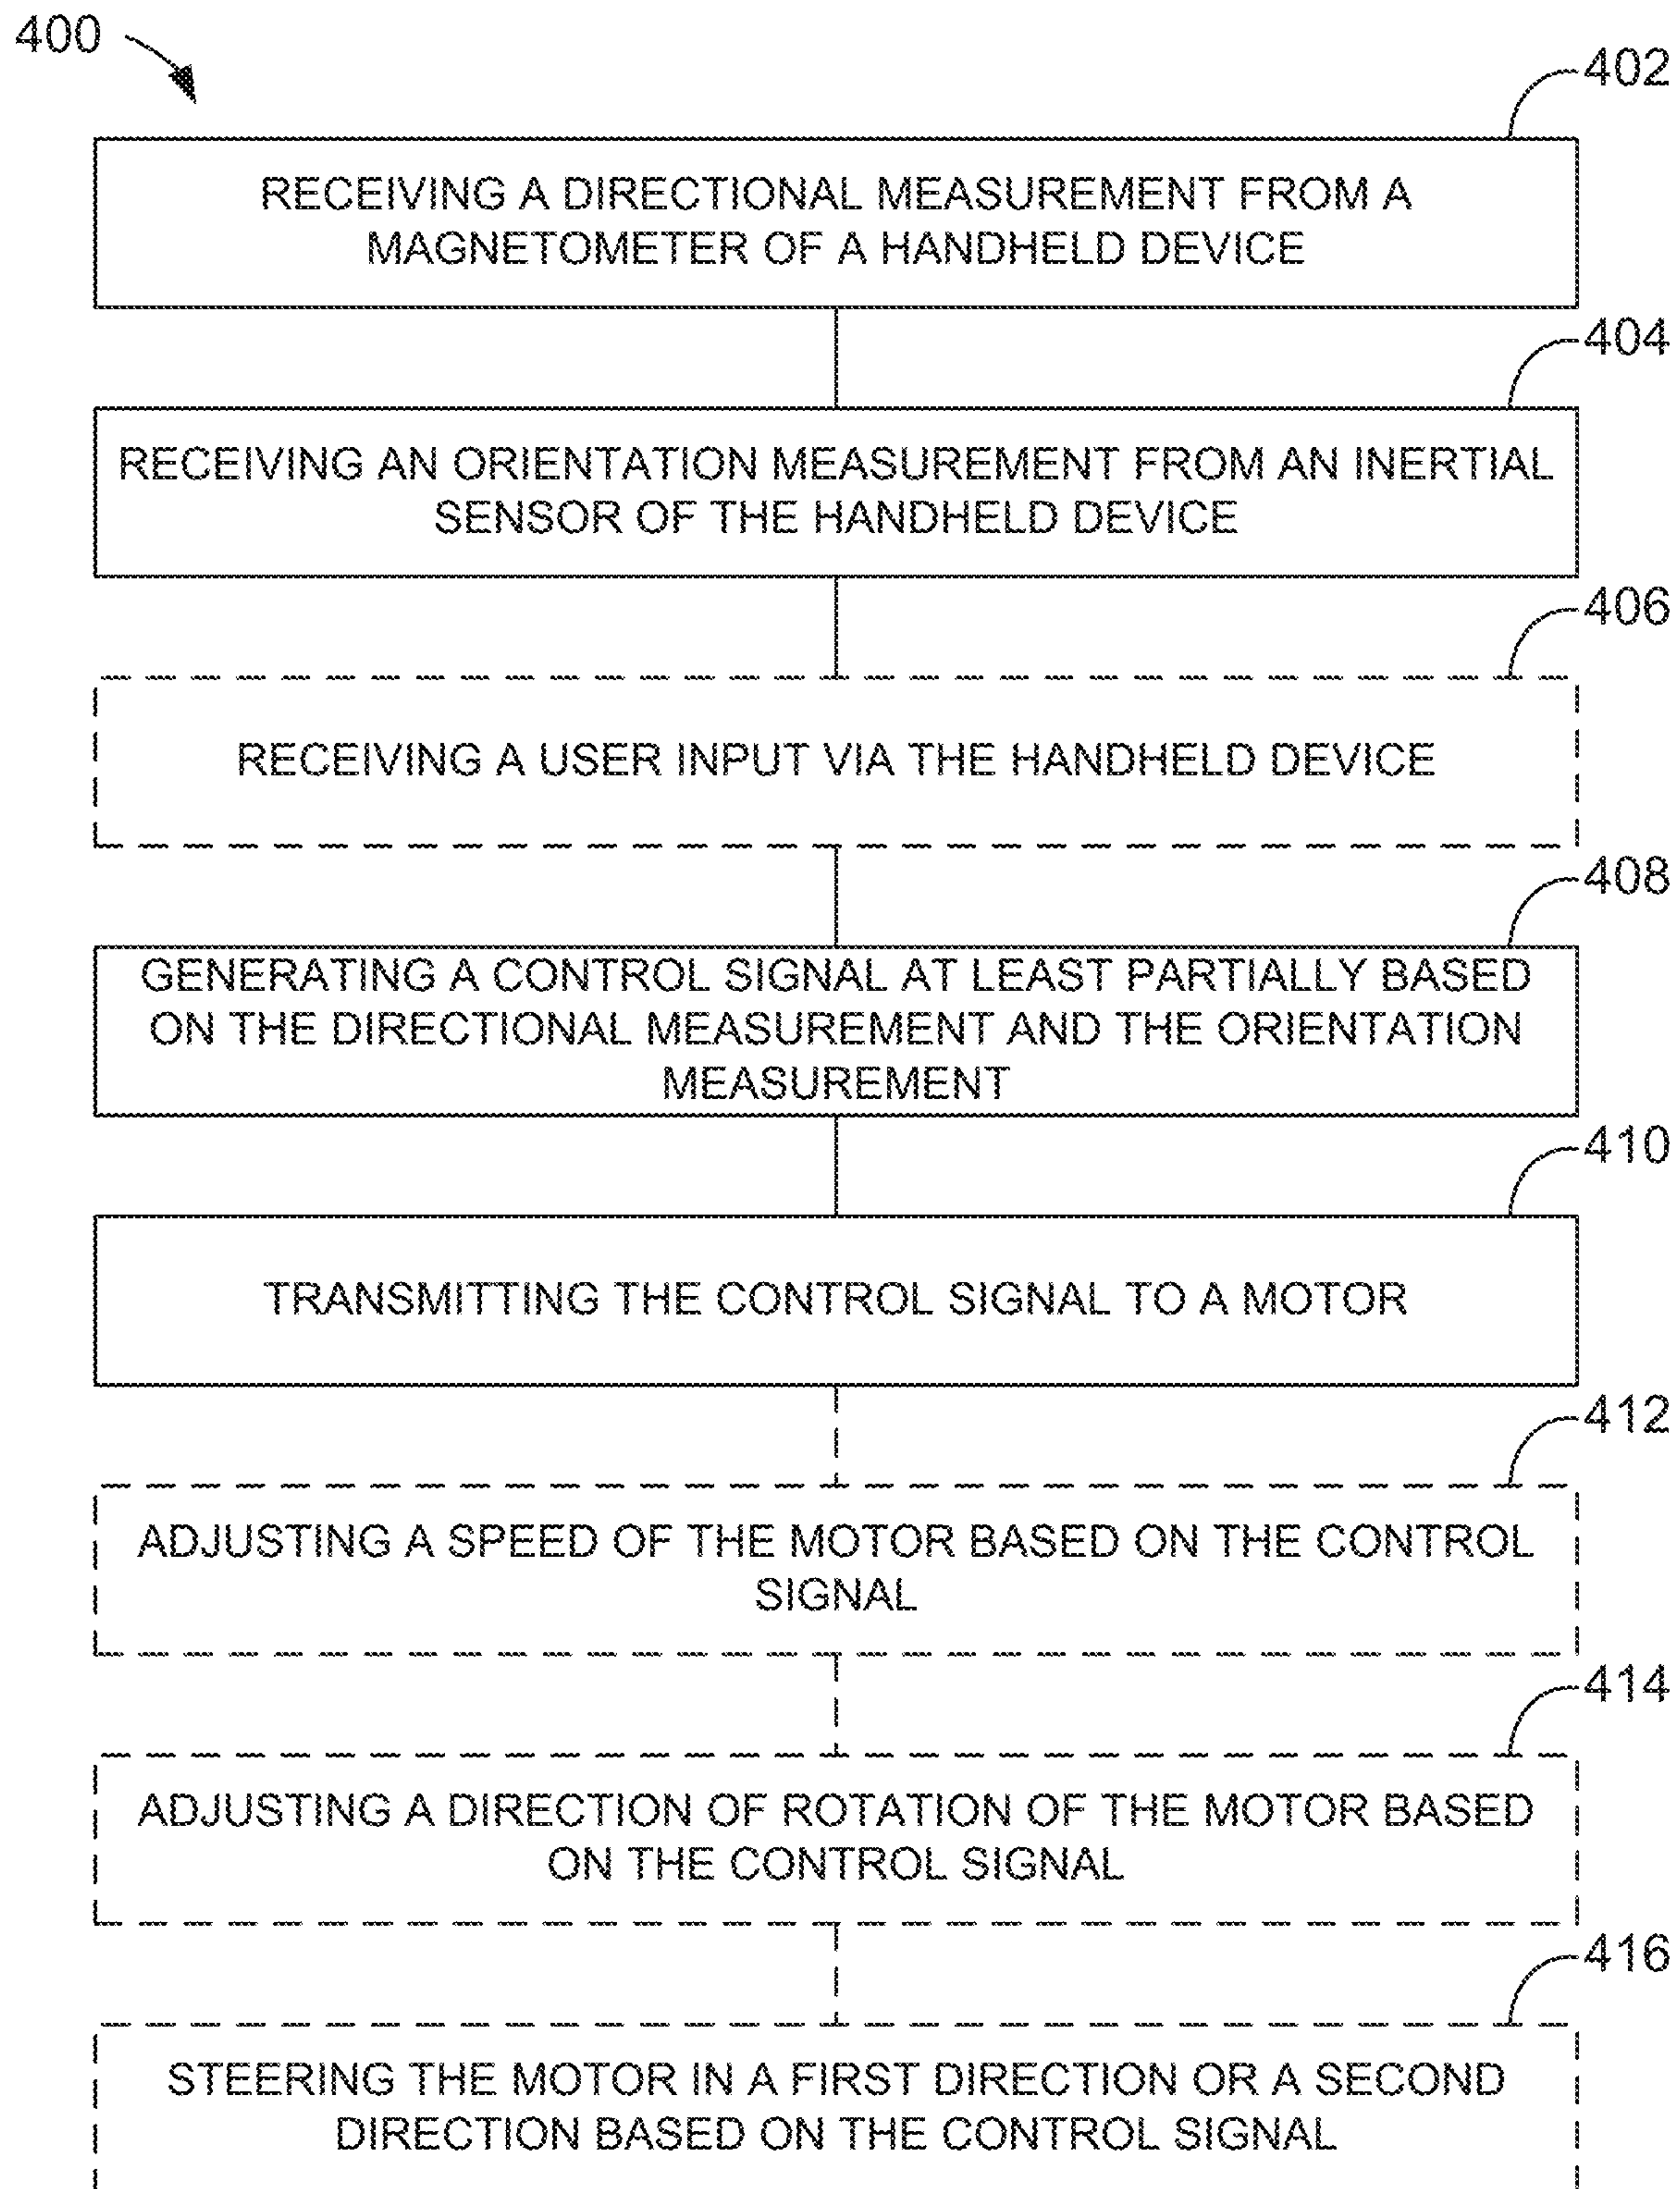 400
402
RECEIVING A DIRECTIONAL MEASUREMENT FROM A
MAGNETOMETER OF A HANDHELD DEVICE
404
RECEIVING AN ORIENTATION MEASUREMENT FROM AN INERTIAL
SENSOR OF THE HANDHELD DEVICE
406
RECEIVING A USER INPUT VIA THE HANDHELD DEVICE
408
GENERATING A CONTROL SIGNAL AT LEAST PARTIALLY BASED
ON THE DIRECTIONAL MEASUREMENT AND THE ORIENTATION
MEASUREMENT
410
TRANSMITTING THE CONTROL SIGNAL TO A MOTOR
412
ADJUSTING A SPEED OF THE MOTOR BASED ON THE CONTROL
SIGNAL
414
ADJUSTING A DIRECTION OF ROTATION OF THE MOTOR BASED
ON THE CONTROL SIGNAL
416
STEERING THE MOTOR IN A FIRST DIRECTION OR A SECOND
DIRECTION BASED ON THE CONTROL SIGNAL